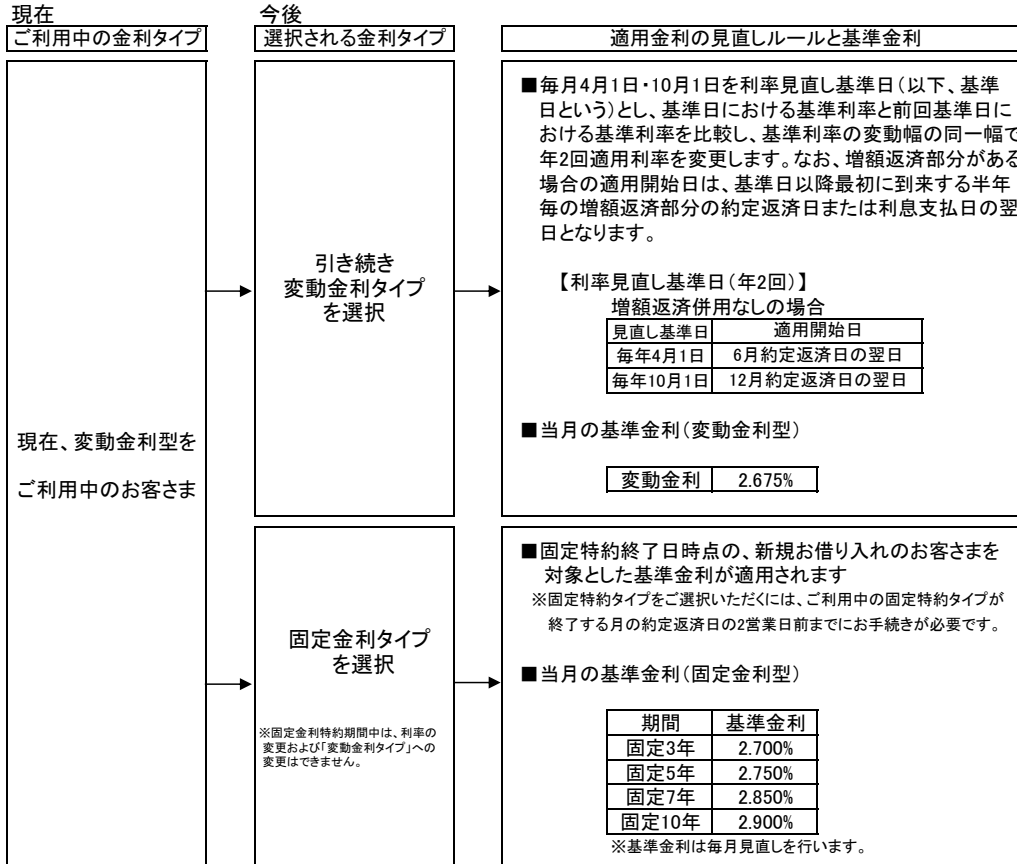 現在
ご利用中の金利タイプ
現在、変動金利型を
ご利用中のお客さま
今後
選択される金利タイプ
引き続き
変動金利タイプ
を選択
固定金利タイプ
を選択
※固定金利特約期間中は、利率の
変更および「変動金利タイプ」への
変更はできません。
適用金利の見直しルールと基準金利
■毎月4月1日・10月1日を利率見直し基準日（以下、基準
日という）とし、基準日における基準利率と前回基準日に
おける基準利率を比較し、基準利率の変動幅の同一幅で
年2回適用利率を変更します。なお、増額返済部分がある
場合の適用開始日は、基準日以降最初に到来する半年
毎の増額返済部分の約定返済日または利息支払日の翌
日となります。
【利率見直し基準日（年2回）】
増額返済併用なしの場合
見直し基準日 適用開始日
毎年4月1日 6月約定返済日の翌日
毎年10月1日 12月約定返済日の翌日
■当月の基準金利（変動金利型）
変動金利 2.675%
■固定特約終了日時点の、新規お借り入れのお客さまを
対象とした基準金利が適用されます
※固定特約タイプをご選択いただくには、ご利用中の固定特約タイプが
終了する月の約定返済日の2営業日前までにお手続きが必要です。
■当月の基準金利（固定金利型）
期間 基準金利
固定3年 2.700%
固定5年 2.750%
固定7年 2.850%
固定10年 2.900%
※基準金利は毎月見直しを行います。